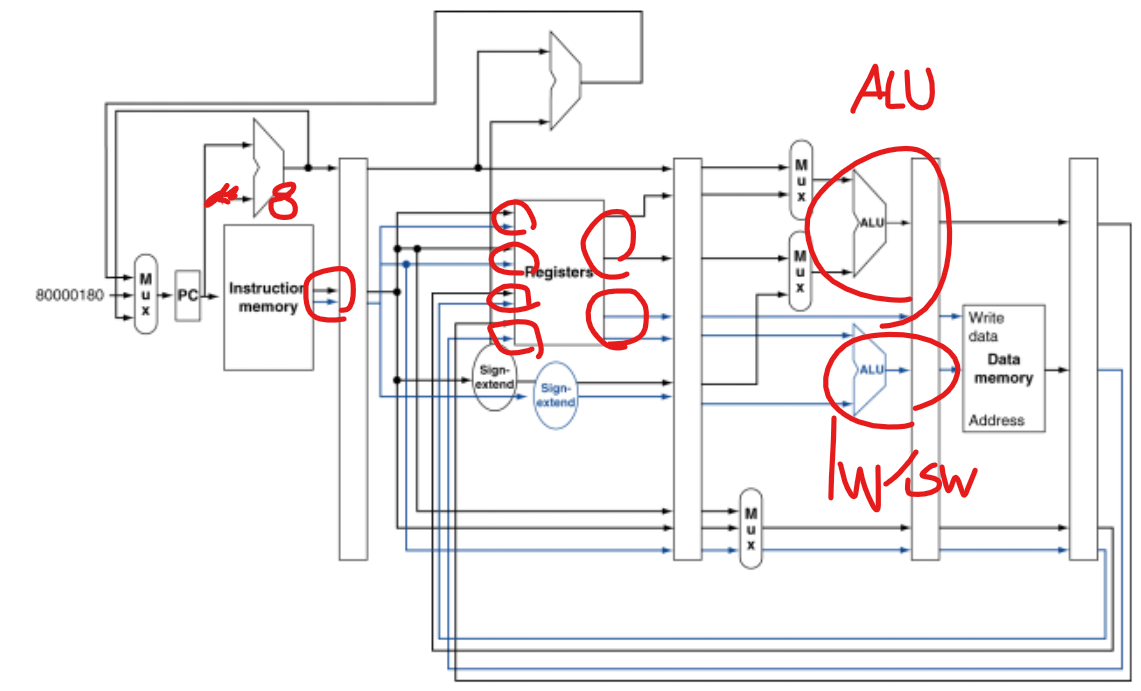 ALU
M
u
x
8
ALU
M
u
x
Registers
M
u
x
80000180
PC
Instruction
memory
Write
data
Data
memory
Address
ALU
Sign-
extend
Sign-
extend
lw/sw
M
u
x